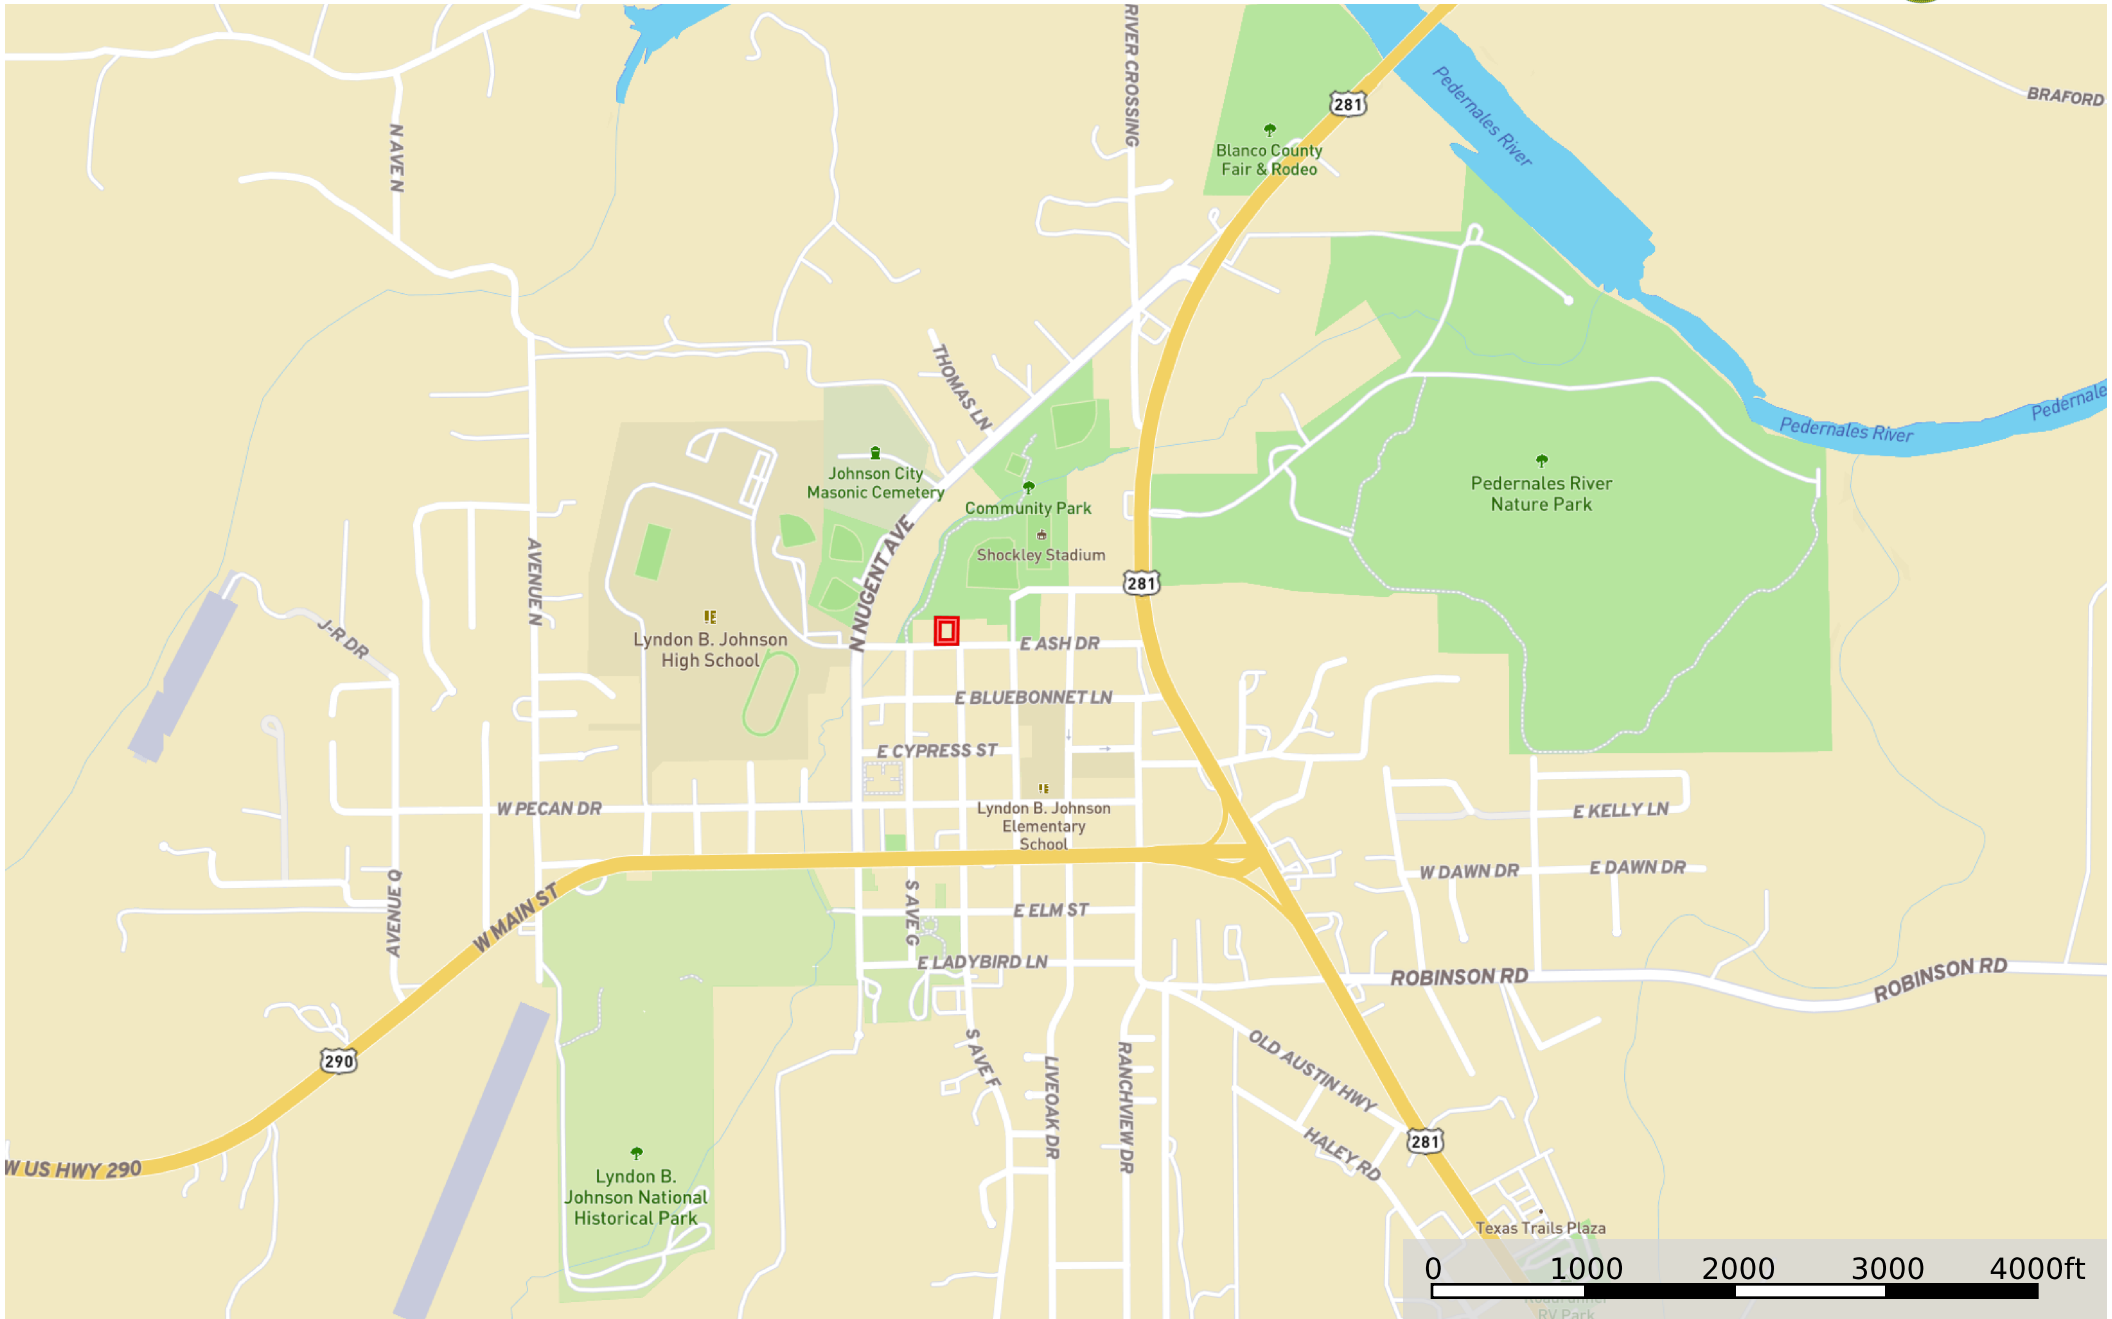 RIVER CROSSING
281
Pedernales River
BRAFORD
N AVE N
Blanco County
Fair & Rodeo
THOMAS LN
Pedernale
Pedernales River
Johnson City
Masonic Cemetery
Pedernales River
Nature Park
Community Park
N NUGENT AVE
Shockley Stadium
AVENUE N
281
J-R DR
Lyndon B. Johnson
High School
E ASH DR
E BLUEBONNET LN
E CYPRESS ST
W PECAN DR
Lyndon B. Johnson
Elementary
School
E KELLY LN
W DAWN DR
E DAWN DR
AVENUE Q
W MAIN ST
S AVE G
E ELM ST
E LADYBIRD LN
ROBINSON RD
ROBINSON RD
290
S AVE F
LIVEOAK DR
RANCHVIEW DR
OLD AUSTIN HWY
HALEY RD
281
W US HWY 290
Lyndon B.
Johnson National
Historical Park
Texas Trails Plaza
0 1000 2000 3000 4000ft
RV Park